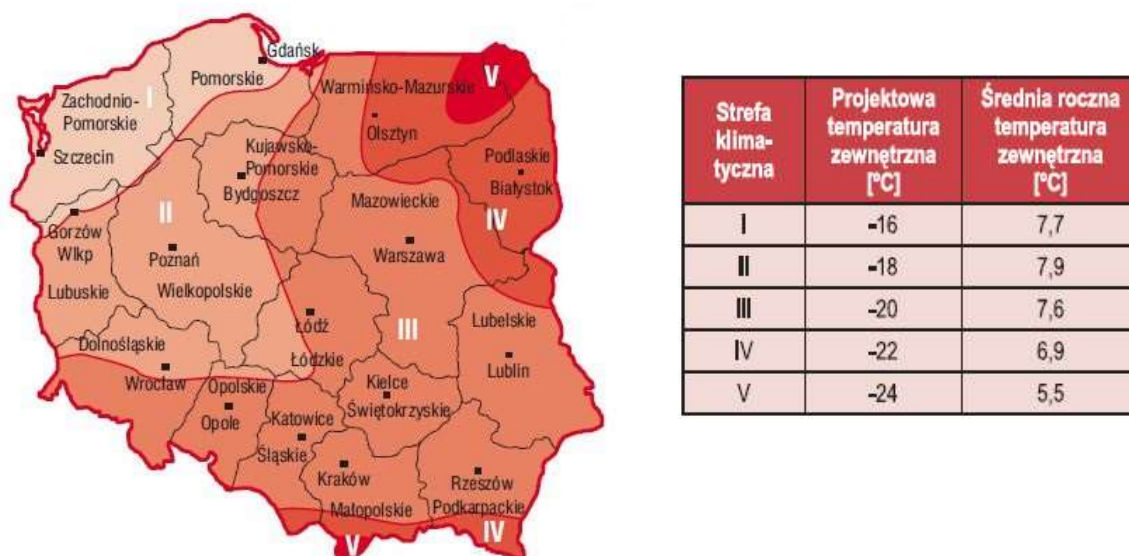 Gdańsk
Pomorskie
V
Warmińsko-Mazurskie
I
Zachodnio-
Pomorskie
Olsztyn
Szczecin
Kujawsko-
Pomorskie
Bydgoszcz
Podlaskie
Białystok
Mazowieckie
II
IV
Gorzów
Wlkp
Poznań
Warszawa
Lubuskie
Wielkopolskie
III
Łódź
Lubelskie
Dolnośląskie
Łódzkie
Lublin
Wrocław
Opolskie
Kielce
Świętokrzyskie
Opole
Katowice
Śląskie
Kraków
Rzeszów
Małopolskie
Podkarpackie
V
IV
Strefa
klima-
tyczna
Projektowa
temperatura
zewnętrzna
[ºC]
Średnia roczna
temperatura
zewnętrzna
[°C]
I -16 7,7
II -18 7,9
III -20 7,6
IV -22 6,9
V -24 5,5